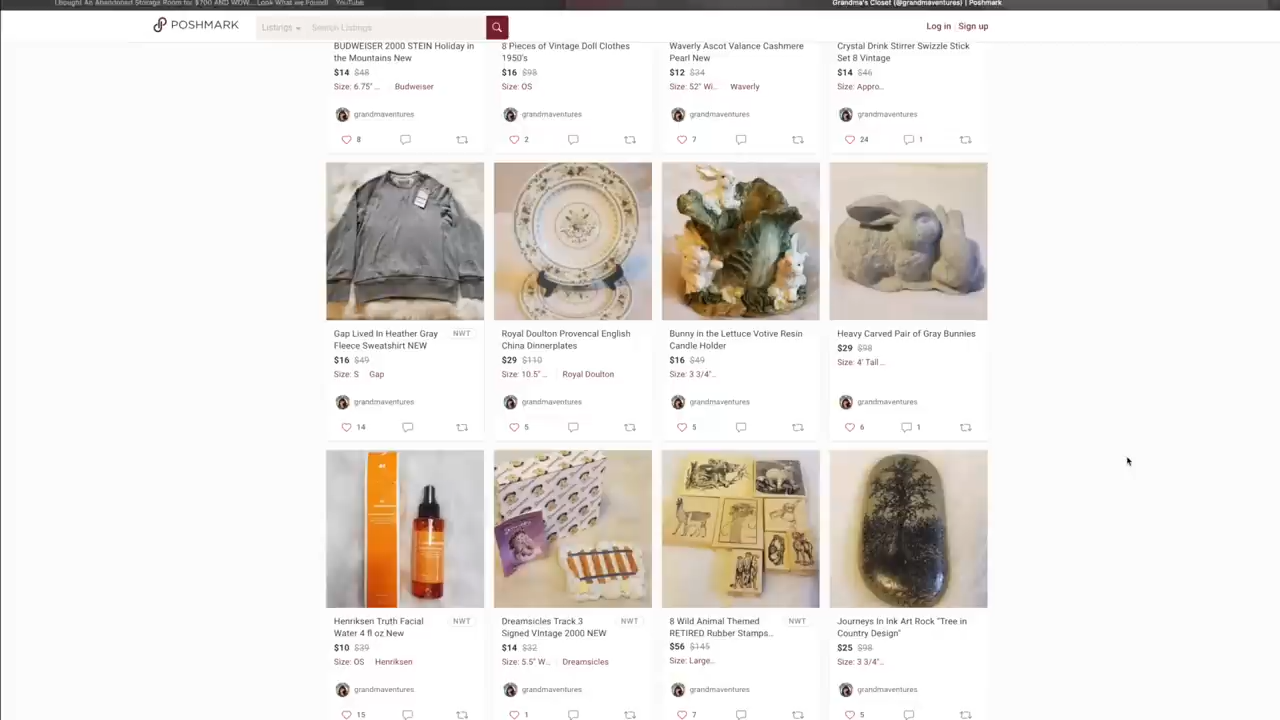 I Bought An Abandoned Storage Room for $700 AND WOW.... Look What we Found! YouTube
Grandma's Closet (@grandmaventures) | Poshmark
POSHMARK
Listings
Search Listings
Log in
Sign up
BUDWEISER 2000 STEIN Holiday in
the Mountains New
$14 $48
Size: 6.75" ... Budweiser
grandmaventures
8
8 Pieces of Vintage Doll Clothes
1950's
$16 $98
Size: OS
grandmaventures
2
Waverly Ascot Valance Cashmere
Pearl New
$12 $34
Size: 52" Wi... Waverly
grandmaventures
7
Crystal Drink Stirrer Swizzle Stick
Set 8 Vintage
$14 $46
Size: Appro...
grandmaventures
24 1
Gap Lived In Heather Gray
Fleece Sweatshirt NEW
NWT
$16 $49
Size: S Gap
grandmaventures
14
Royal Doulton Provencal English
China Dinnerplates
$29 $110
Size: 10.5" ... Royal Doulton
grandmaventures
5
Bunny in the Lettuce Votive Resin
Candle Holder
$16 $49
Size: 3 3/4"...
grandmaventures
5
Heavy Carved Pair of Gray Bunnies
$29 $98
Size: 4' Tall ...
grandmaventures
6 1
Henriksen Truth Facial
Water 4 fl oz New
NWT
$10 $39
Size: OS Henriksen
grandmaventures
15
Dreamsicles Track 3
Signed VIntage 2000 NEW
NWT
$14 $32
Size: 5.5" W... Dreamsicles
grandmaventures
1
8 Wild Animal Themed
RETIRED Rubber Stamps...
NWT
$56 $145
Size: Large...
grandmaventures
7
Journeys In Ink Art Rock "Tree in
Country Design"
$25 $98
Size: 3 3/4"...
grandmaventures
5